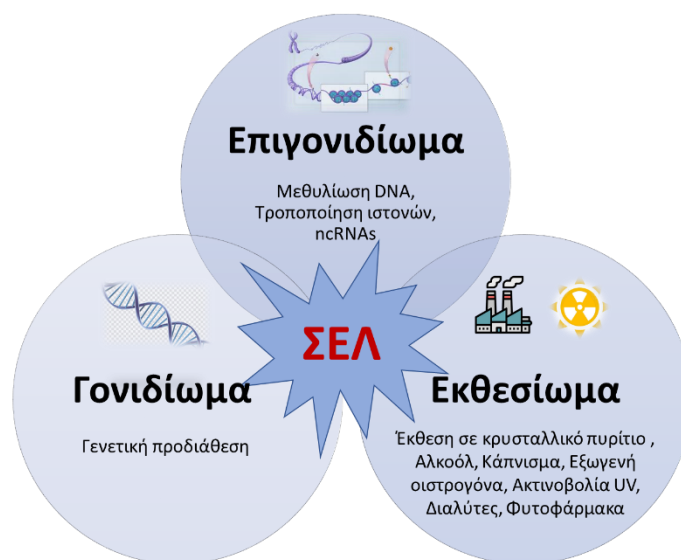 Επιγονιδίωμα
Μεθυλίωση DNA,
Τροποποίηση ιστονών,
ncRNAs
ΣΕΛ
Γονιδίωμα
Γενετική προδιάθεση
Εκθεσίωμα
Έκθεση σε κρυσταλλικό πυρίτιο ,
Αλκοόλ, Κάπνισμα, Εξωγενή
οιστρογόνα, Ακτινοβολία UV,
Διαλύτες, Φυτοφάρμακα